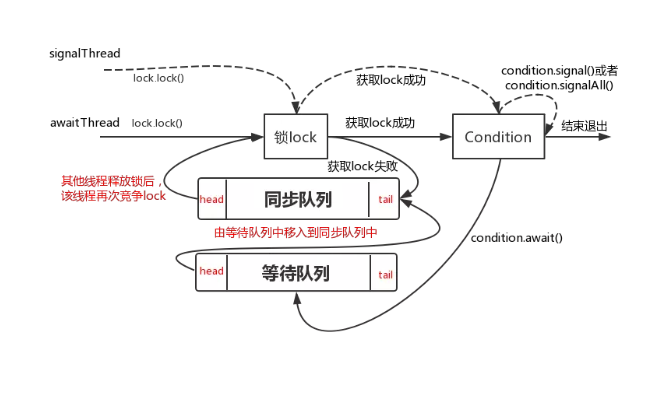 signalThread
lock.lock()
获取lock成功
condition.signal()或者
condition.signalAll()
awaitThread
lock.lock()
锁lock
获取lock成功
Condition
结束退出
获取lock失败
其他线程释放锁后，
该线程再次竞争lock
head
同步队列
tail
由等待队列中移入到同步队列中
condition.await()
head
等待队列
tail